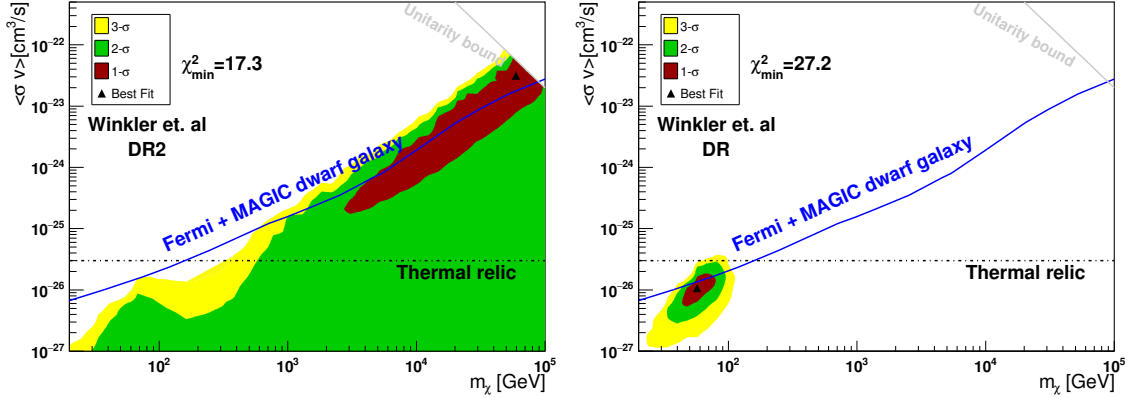 <σ v>[cm³/s]
10⁻²²
10⁻²³
10⁻²⁴
10⁻²⁵
10⁻²⁶
10⁻²⁷
3-σ
2-σ
1-σ
Best Fit
χ²min=17.3
Unitarity bound
Winkler et. al
DR2
Fermi + MAGIC dwarf galaxy
Thermal relic
10²
10³
10⁴
10⁵
mχ [GeV]
<σ v>[cm³/s]
10⁻²²
10⁻²³
10⁻²⁴
10⁻²⁵
10⁻²⁶
10⁻²⁷
3-σ
2-σ
1-σ
Best Fit
χ²min=27.2
Unitarity bound
Winkler et. al
DR
Fermi + MAGIC dwarf galaxy
Thermal relic
10²
10³
10⁴
10⁵
mχ [GeV]